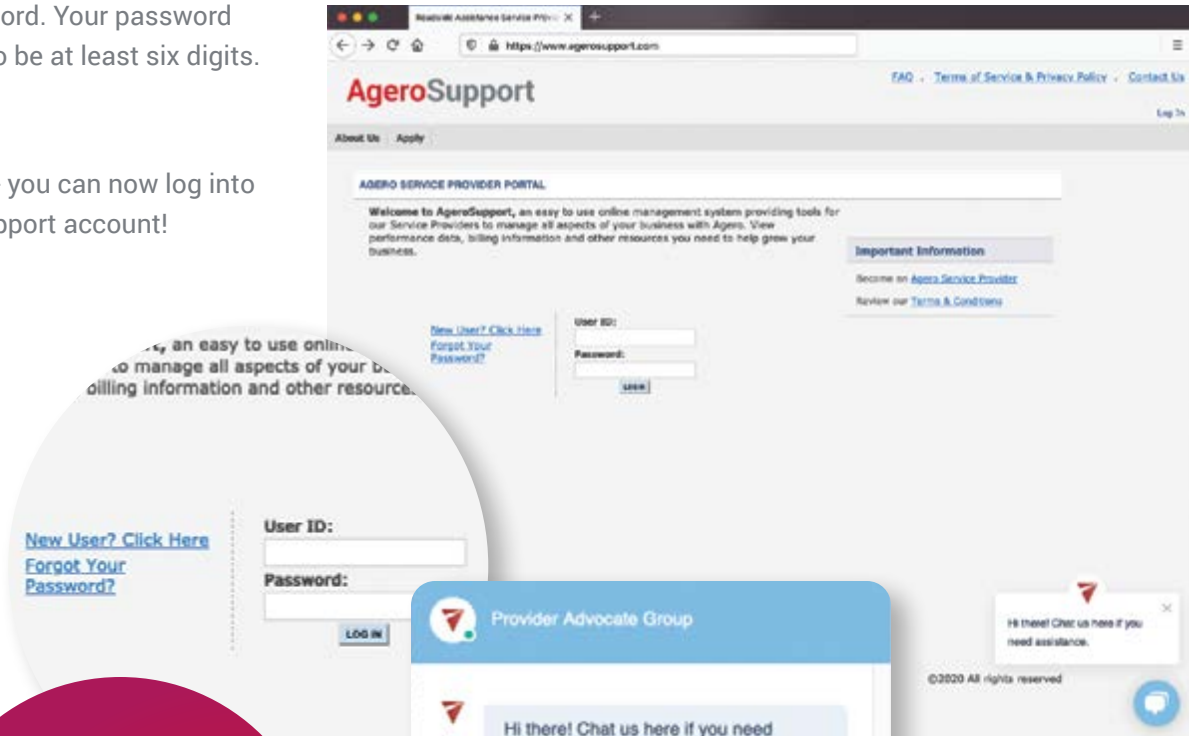 ord. Your password
o be at least six digits.
you can now log into
pport account!
Roadside Assistance Service Provi
https://www.agerosupport.com
AgeroSupport
FAQ - Terms of Service & Privacy Policy - Contact Us
Log In
About Us Apply
AGERO SERVICE PROVIDER PORTAL
Welcome to AgeroSupport, an easy to use online management system providing tools for
our Service Providers to manage all aspects of your business with Agero. View
performance data, billing information and other resources you need to help grow your
business.
Important Information
Become an Agero Service Provider
Review our Terms & Conditions
New User? Click Here
Forgot Your
Password?
User ID:
Password:
LOG IN
an easy to use onlin
to manage all aspects of your b
billing information and other resource
New User? Click Here
Forgot Your
Password?
User ID:
Password:
LOG IN
Provider Advocate Group
Hi there! Chat us here if you need
Hi there! Chat us here if you
need assistance.
©2020 All rights reserved